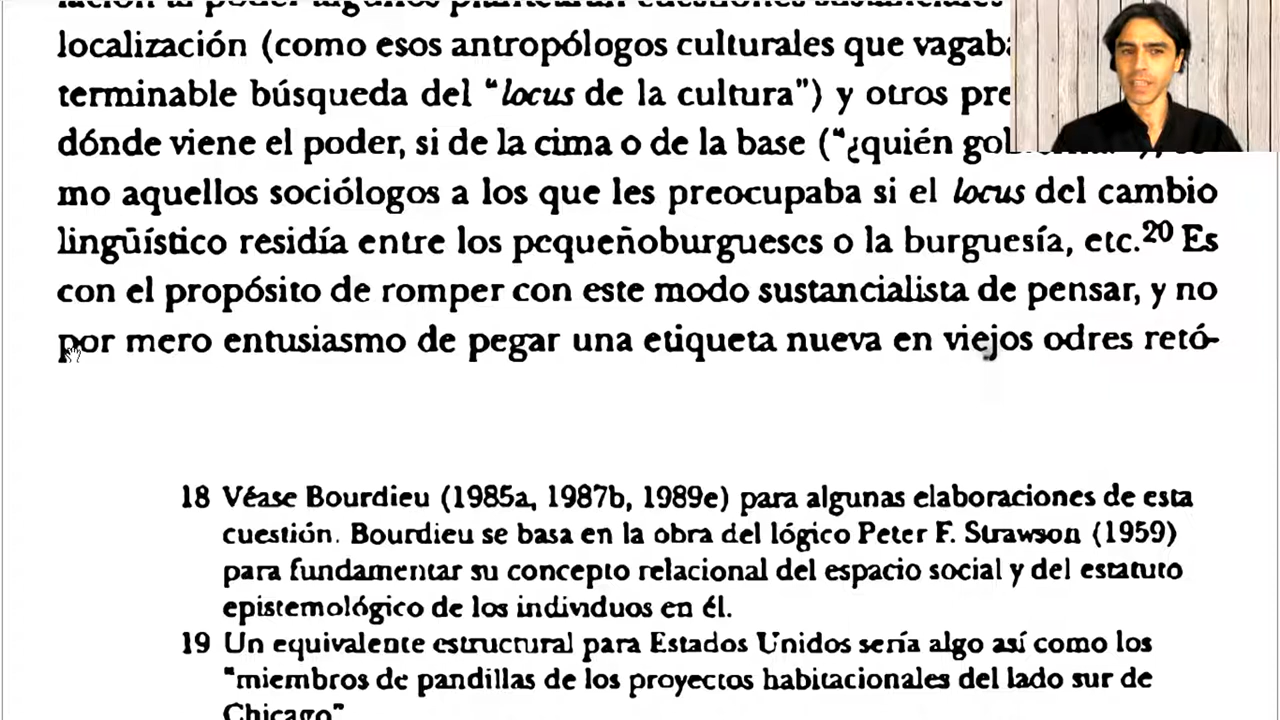 lación al poder algunos plantearán cuestiones sustanciales
localización (como esos antropólogos culturales que
terminable búsqueda del “locus de la cultura”) y otros
dónde viene el poder, si de la cima o de la base (“¿quién
mo aquellos sociólogos a los que les preocupaba si el locus del cambio
lingüístico residía entre los pequeñoburgueses o la burguesía, etc.20 Es
con el propósito de romper con este modo sustancialista de pensar, y no
por mero entusiasmo de pegar una etiqueta nueva en viejos odres retó-
18 Véase Bourdieu (1985a, 1987b, 1989e) para algunas elaboraciones de esta
cuestión. Bourdieu se basa en la obra del lógico Peter F. Strawson (1959)
para fundamentar su concepto relacional del espacio social y del estatuto
epistemológico de los individuos en él.
19 Un equivalente estructural para Estados Unidos sería algo así como los
“miembros de pandillas de los proyectos habitacionales del lado sur de
Chicago”